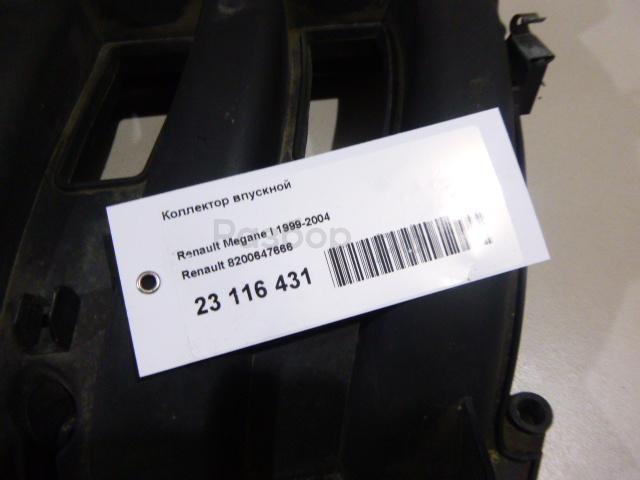 Коллектор впускной
Renault Megane I 1999-2004
Renault 8200647666
23 116 431